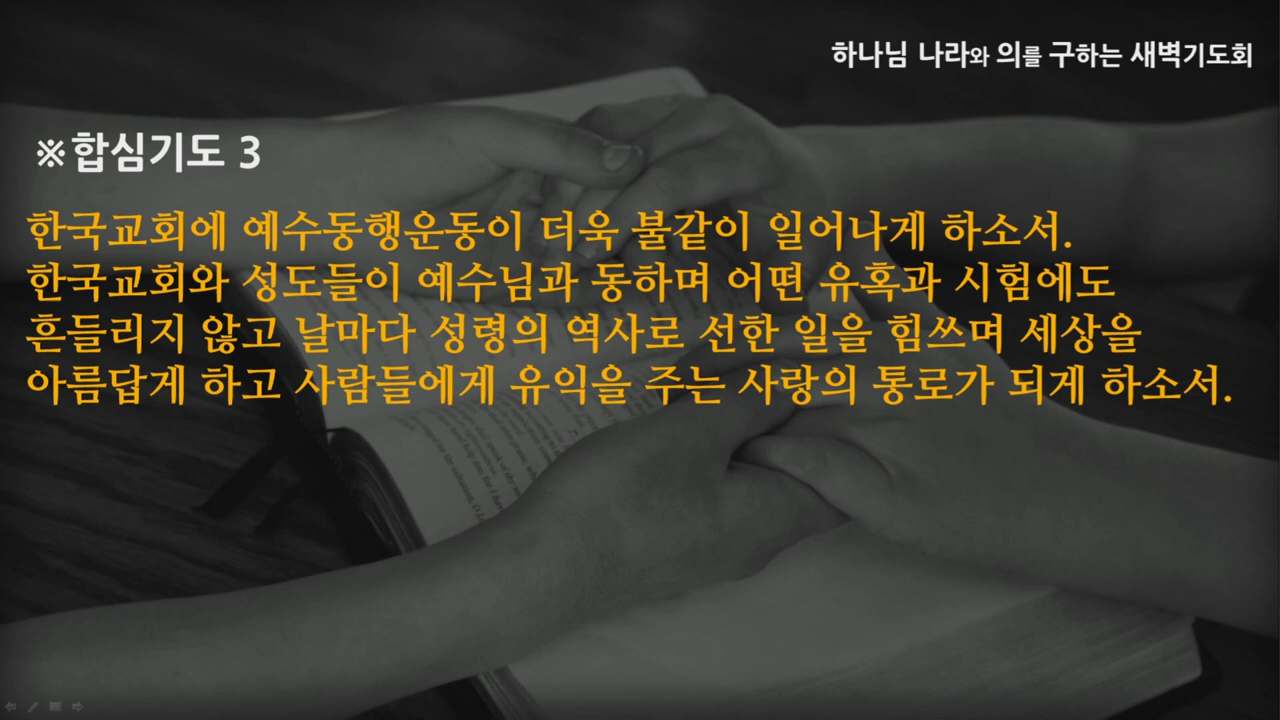 하나님 나라와 의를 구하는 새벽기도회
※합심기도 3
한국교회에 예수동행운동이 더욱 불같이 일어나게 하소서.
한국교회와 성도들이 예수님과 동하며 어떤 유혹과 시험에도
흔들리지 않고 날마다 성령의 역사로 선한 일을 힘쓰며 세상을
아름답게 하고 사람들에게 유익을 주는 사랑의 통로가 되게 하소서.